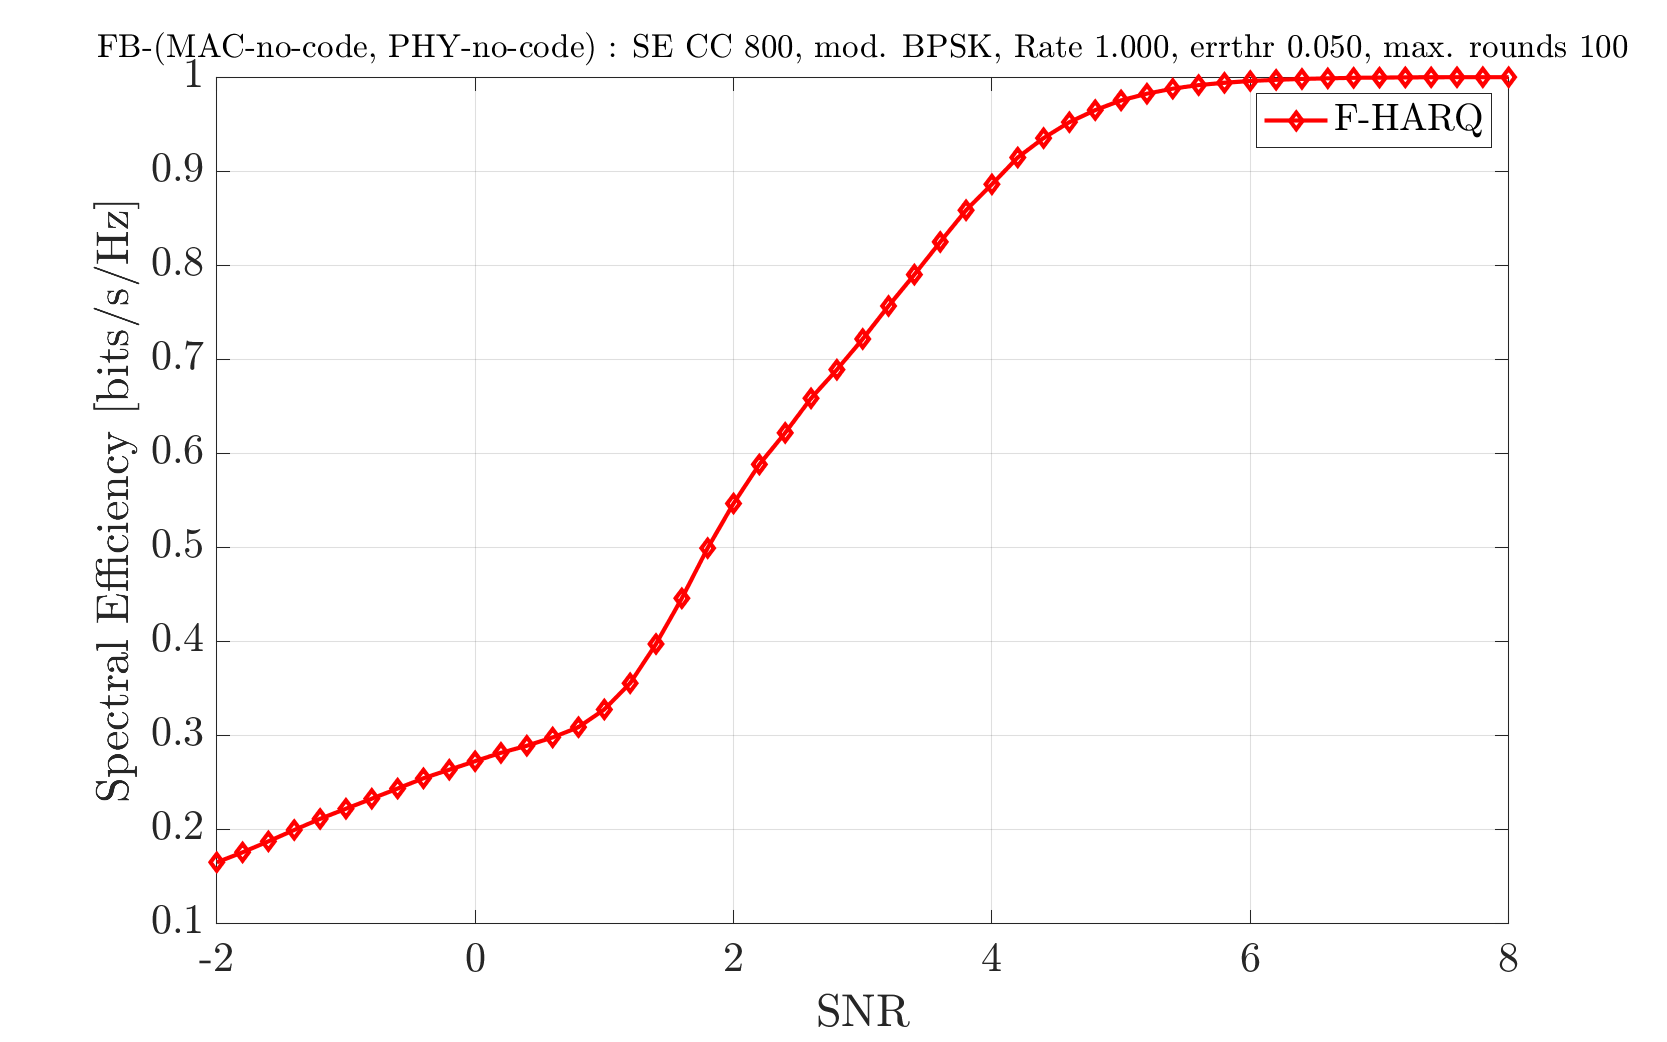 FB-(MAC-no-code, PHY-no-code) : SE CC 800, mod. BPSK, Rate 1.000, errthr 0.050, max. rounds 100
F-HARQ
Spectral Efficiency [bits/s/Hz]
1
0.9
0.8
0.7
0.6
0.5
0.4
0.3
0.2
0.1
-2 0 2 4 6 8
SNR